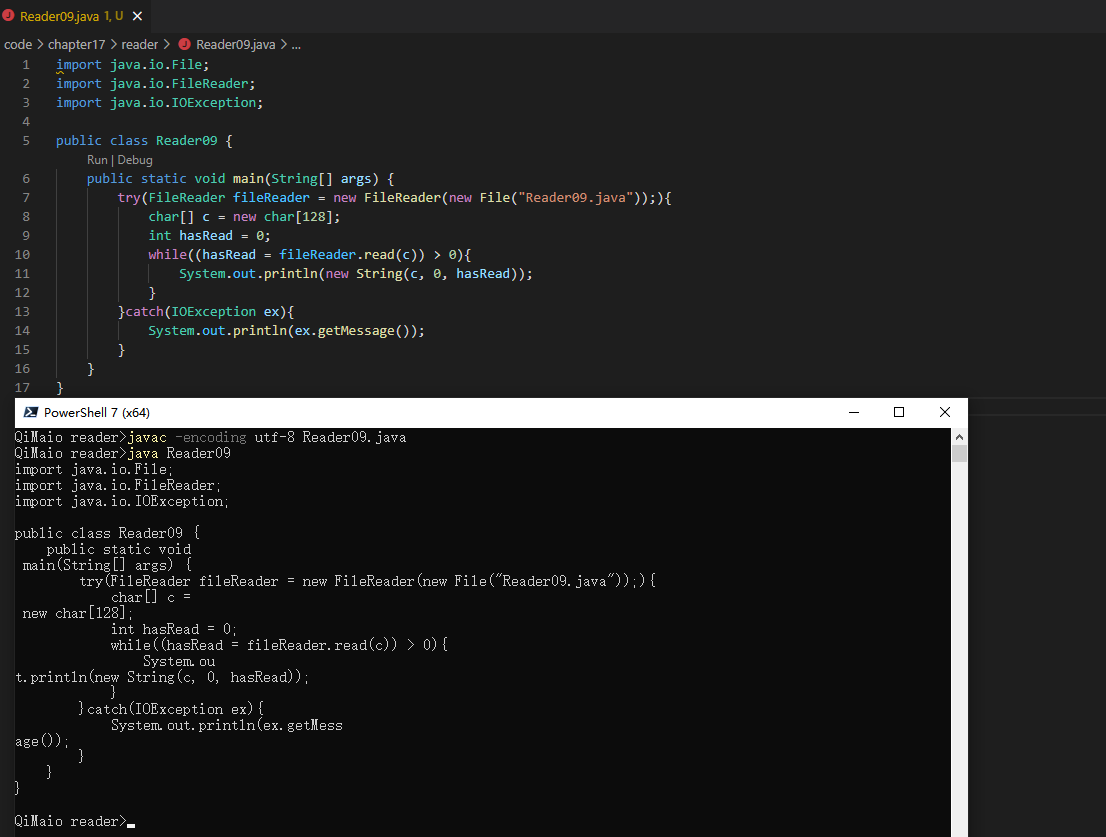 Reader09.java 1, U
code > chapter17 > reader > Reader09.java > ...
1 import java.io.File;
2 import java.io.FileReader;
3 import java.io.IOException;
4
5 public class Reader09 {
Run | Debug
6     public static void main(String[] args) {
7         try(FileReader fileReader = new FileReader(new File("Reader09.java"));){
8             char[] c = new char[128];
9             int hasRead = 0;
10             while((hasRead = fileReader.read(c)) > 0){
11                 System.out.println(new String(c, 0, hasRead));
12             }
13         }catch(IOException ex){
14             System.out.println(ex.getMessage());
15         }
16     }
17 }
PowerShell 7 (x64)
QiMaio reader>javac -encoding utf-8 Reader09.java
QiMaio reader>java Reader09
import java.io.File;
import java.io.FileReader;
import java.io.IOException;

public class Reader09 {
    public static void
 main(String[] args) {
        try(FileReader fileReader = new FileReader(new File("Reader09.java"));){
            char[] c =
 new char[128];
            int hasRead = 0;
            while((hasRead = fileReader.read(c)) > 0){
                System.ou
t.println(new String(c, 0, hasRead));
            }
        }catch(IOException ex){
            System.out.println(ex.getMess
age());
        }
    }
}

QiMaio reader>